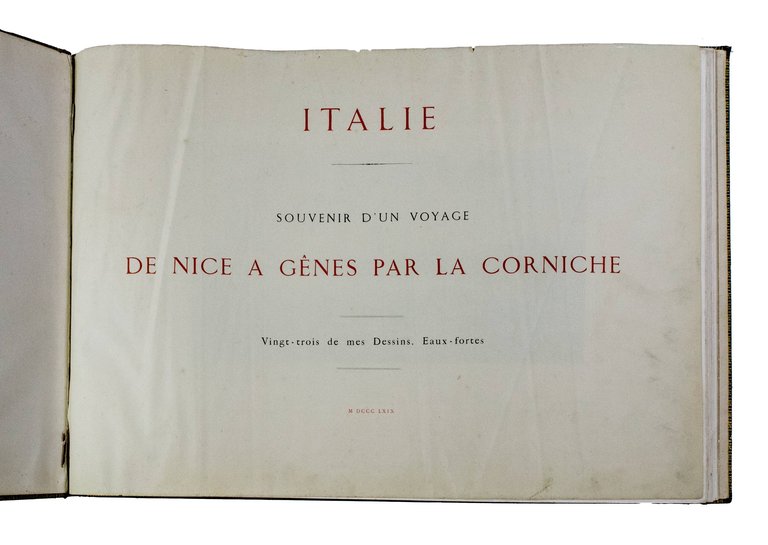 ITALIE
SOUVENIR D'UN VOYAGE
DE NICE A GÊNES PAR LA CORNICHE
Vingt-trois de mes Dessins. Eaux-fortes
M DCCC LXIX